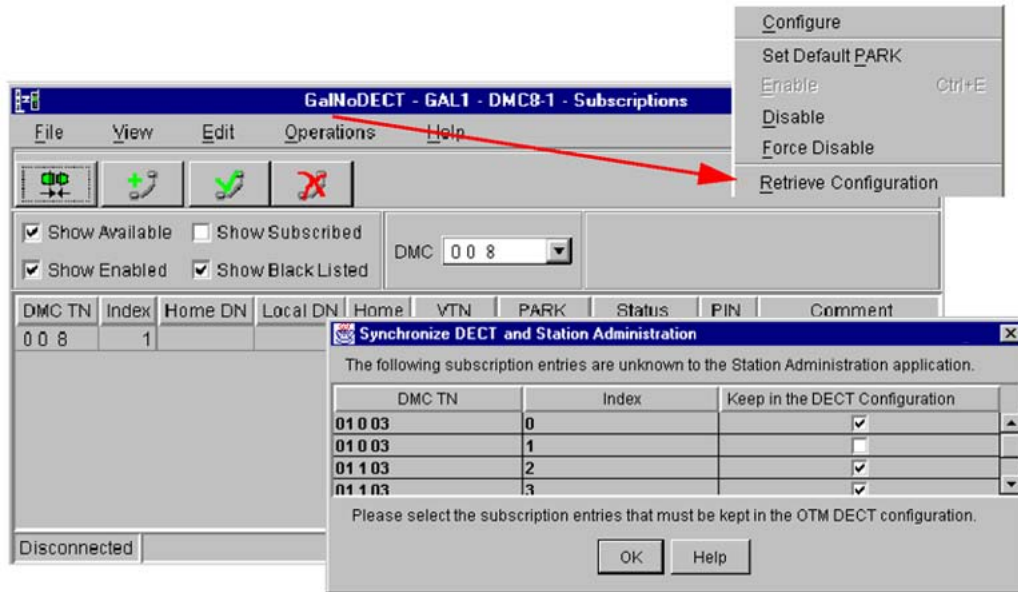 Configure
Set Default PARK
Enable Ctrl+E
Disable
Force Disable
Retrieve Configuration
GalNoDECT - GAL1 - DMC8-1 - Subscriptions
File View Edit Operations Help
Show Available Show Subscribed
DMC 0 0 8
Show Enabled Show Black Listed
DMC TN Index Home DN Local DN Home VTN PARK Status PIN Comment
0 0 8 1
Synchronize DECT and Station Administration
The following subscription entries are unknown to the Station Administration application.
DMC TN Index Keep in the DECT Configuration
01 0 03 0
01 0 03 1
01 1 03 2
01 1 03 3
Please select the subscription entries that must be kept in the OTM DECT configuration.
OK Help
Disconnected